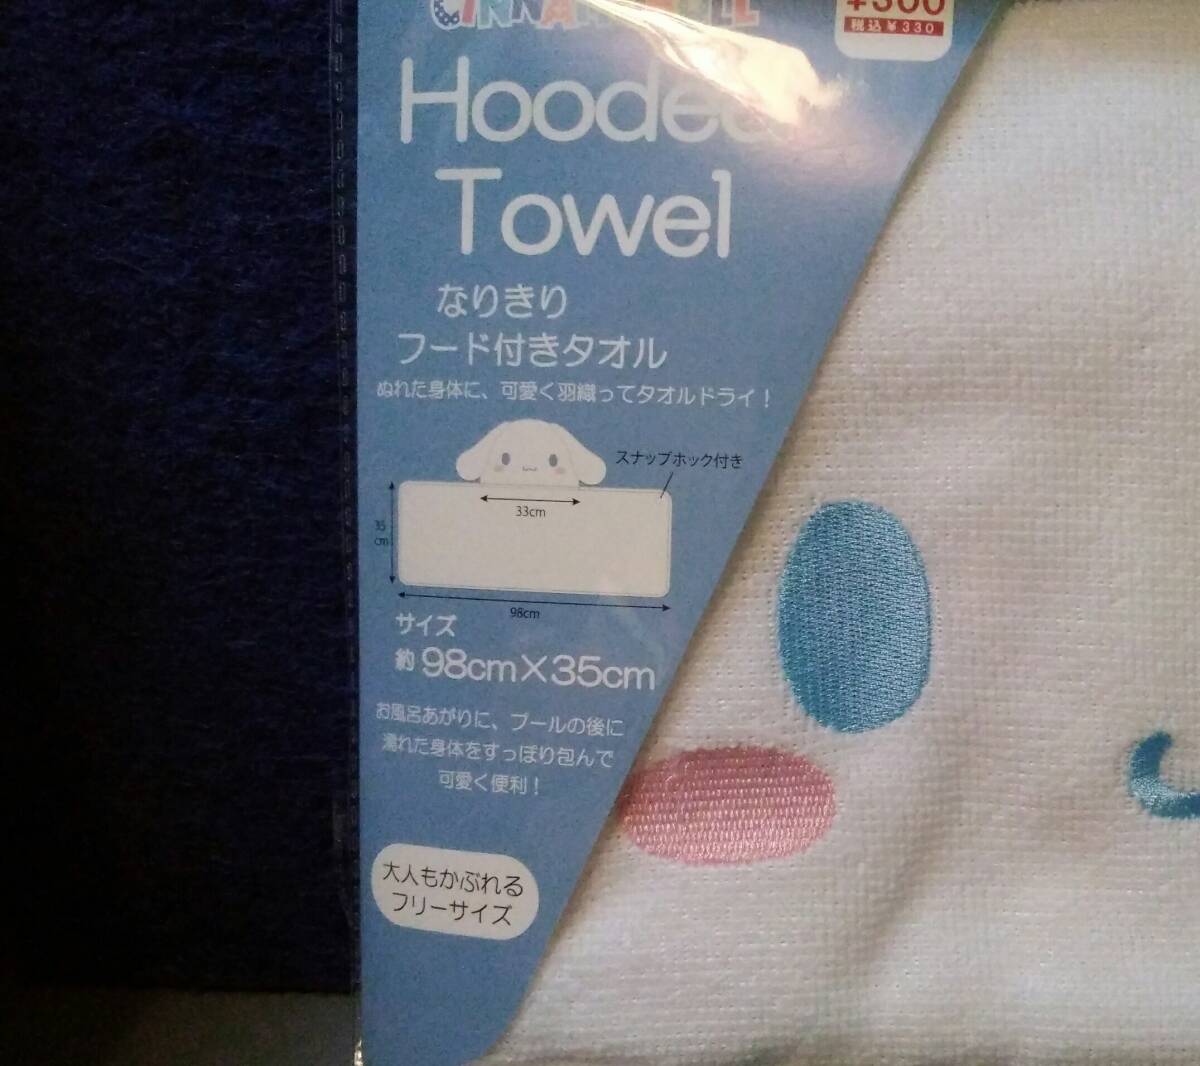 CINNAMOROLL
¥300
税込¥330
Hooded
Towel
なりきり
フード付きタオル
ぬれた身体に、可愛く羽織ってタオルドライ！
スナップホック付き
33cm
35
cm
98cm
サイズ
約98cm×35cm
お風呂あがりに、プールの後に
濡れた身体をすっぽり包んで
可愛く便利！
大人もかぶれる
フリーサイズ